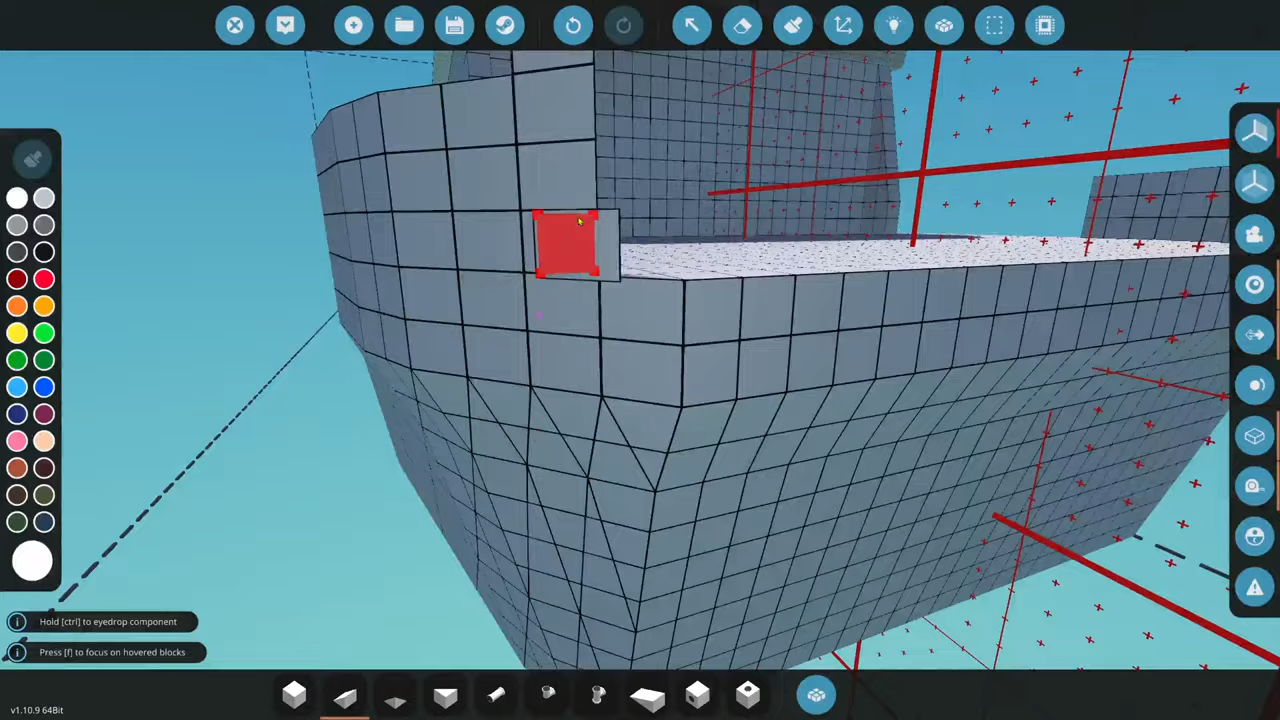 Hold [ctrl] to eyedrop component
Press [f] to focus on hovered blocks
v1.10.9 64Bit